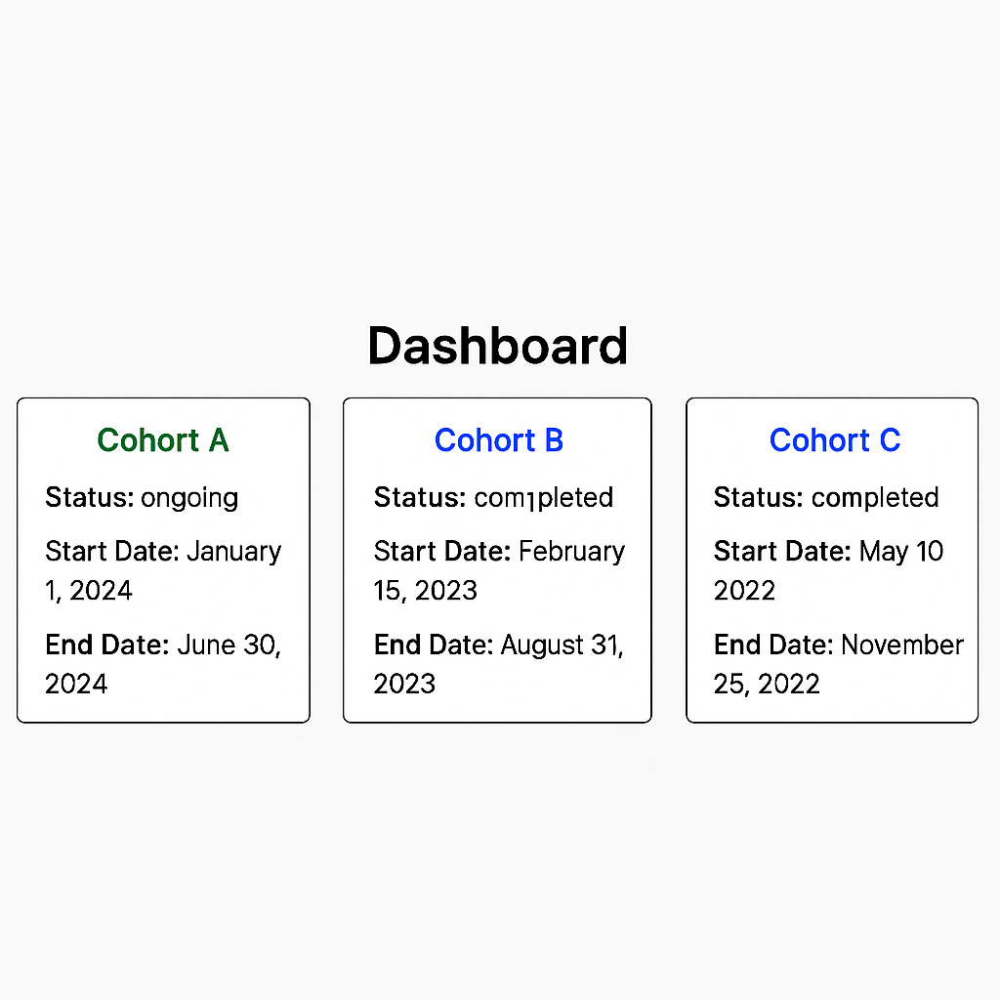 Dashboard
Cohort A
Status: ongoing
Start Date: January
1, 2024
End Date: June 30,
2024
Cohort B
Status: com1pleted
Start Date: February
15, 2023
End Date: August 31,
2023
Cohort C
Status: completed
Start Date: May 10
2022
End Date: November
25, 2022